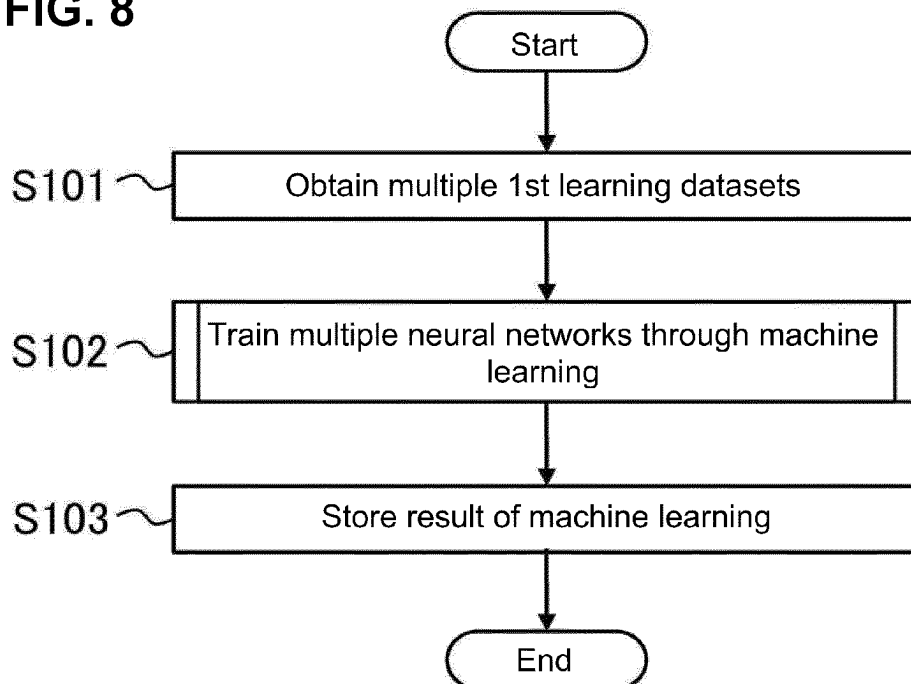 FIG. 8
Start
S101
Obtain multiple 1st learning datasets
S102
Train multiple neural networks through machine
learning
S103
Store result of machine learning
End